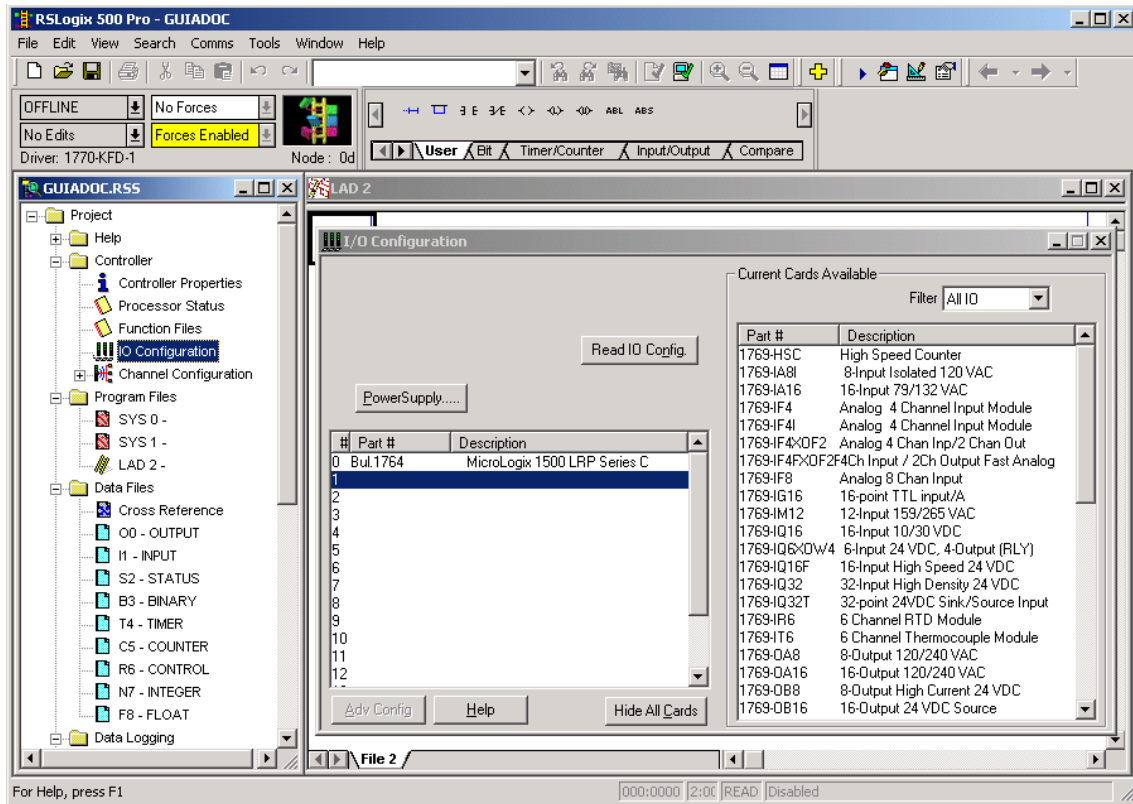 RSLogix 500 Pro - GUIADOC
File Edit View Search Comms Tools Window Help
OFFLINE No Forces
No Edits Forces Enabled
Driver: 1770-KFD-1 Node : 0d
ABL ABS
User Bit Timer/Counter Input/Output Compare
GUIADOC.RSS
Project
Help
Controller
Controller Properties
Processor Status
Function Files
IO Configuration
Channel Configuration
Program Files
SYS 0 -
SYS 1 -
LAD 2 -
Data Files
Cross Reference
O0 - OUTPUT
I1 - INPUT
S2 - STATUS
B3 - BINARY
T4 - TIMER
C5 - COUNTER
R6 - CONTROL
N7 - INTEGER
F8 - FLOAT
Data Logging
LAD 2
I/O Configuration
Read IO Config.
PowerSupply.....
# Part # Description
0 Bul.1764 MicroLogix 1500 LRP Series C
1
2
3
4
5
6
7
8
9
10
11
12
Adv Config Help Hide All Cards
Current Cards Available
Filter All IO
Part # Description
1769-HSC High Speed Counter
1769-IA8I 8-Input Isolated 120 VAC
1769-IA16 16-Input 79/132 VAC
1769-IF4 Analog 4 Channel Input Module
1769-IF4I Analog 4 Channel Input Module
1769-IF4XOF2 Analog 4 Chan Inp/2 Chan Out
1769-IF4FXOF2F4Ch Input / 2Ch Output Fast Analog
1769-IF8 Analog 8 Chan Input
1769-IG16 16-point TTL input/A
1769-IM12 12-Input 159/265 VAC
1769-IQ16 16-Input 10/30 VDC
1769-IQ6XOW4 6-Input 24 VDC, 4-Output (RLY)
1769-IQ16F 16-Input High Speed 24 VDC
1769-IQ32 32-Input High Density 24 VDC
1769-IQ32T 32-point 24VDC Sink/Source Input
1769-IR6 6 Channel RTD Module
1769-IT6 6 Channel Thermocouple Module
1769-OA8 8-Output 120/240 VAC
1769-OA16 16-Output 120/240 VAC
1769-OB8 8-Output High Current 24 VDC
1769-OB16 16-Output 24 VDC Source
File 2
For Help, press F1 000:0000 2:00 READ Disabled